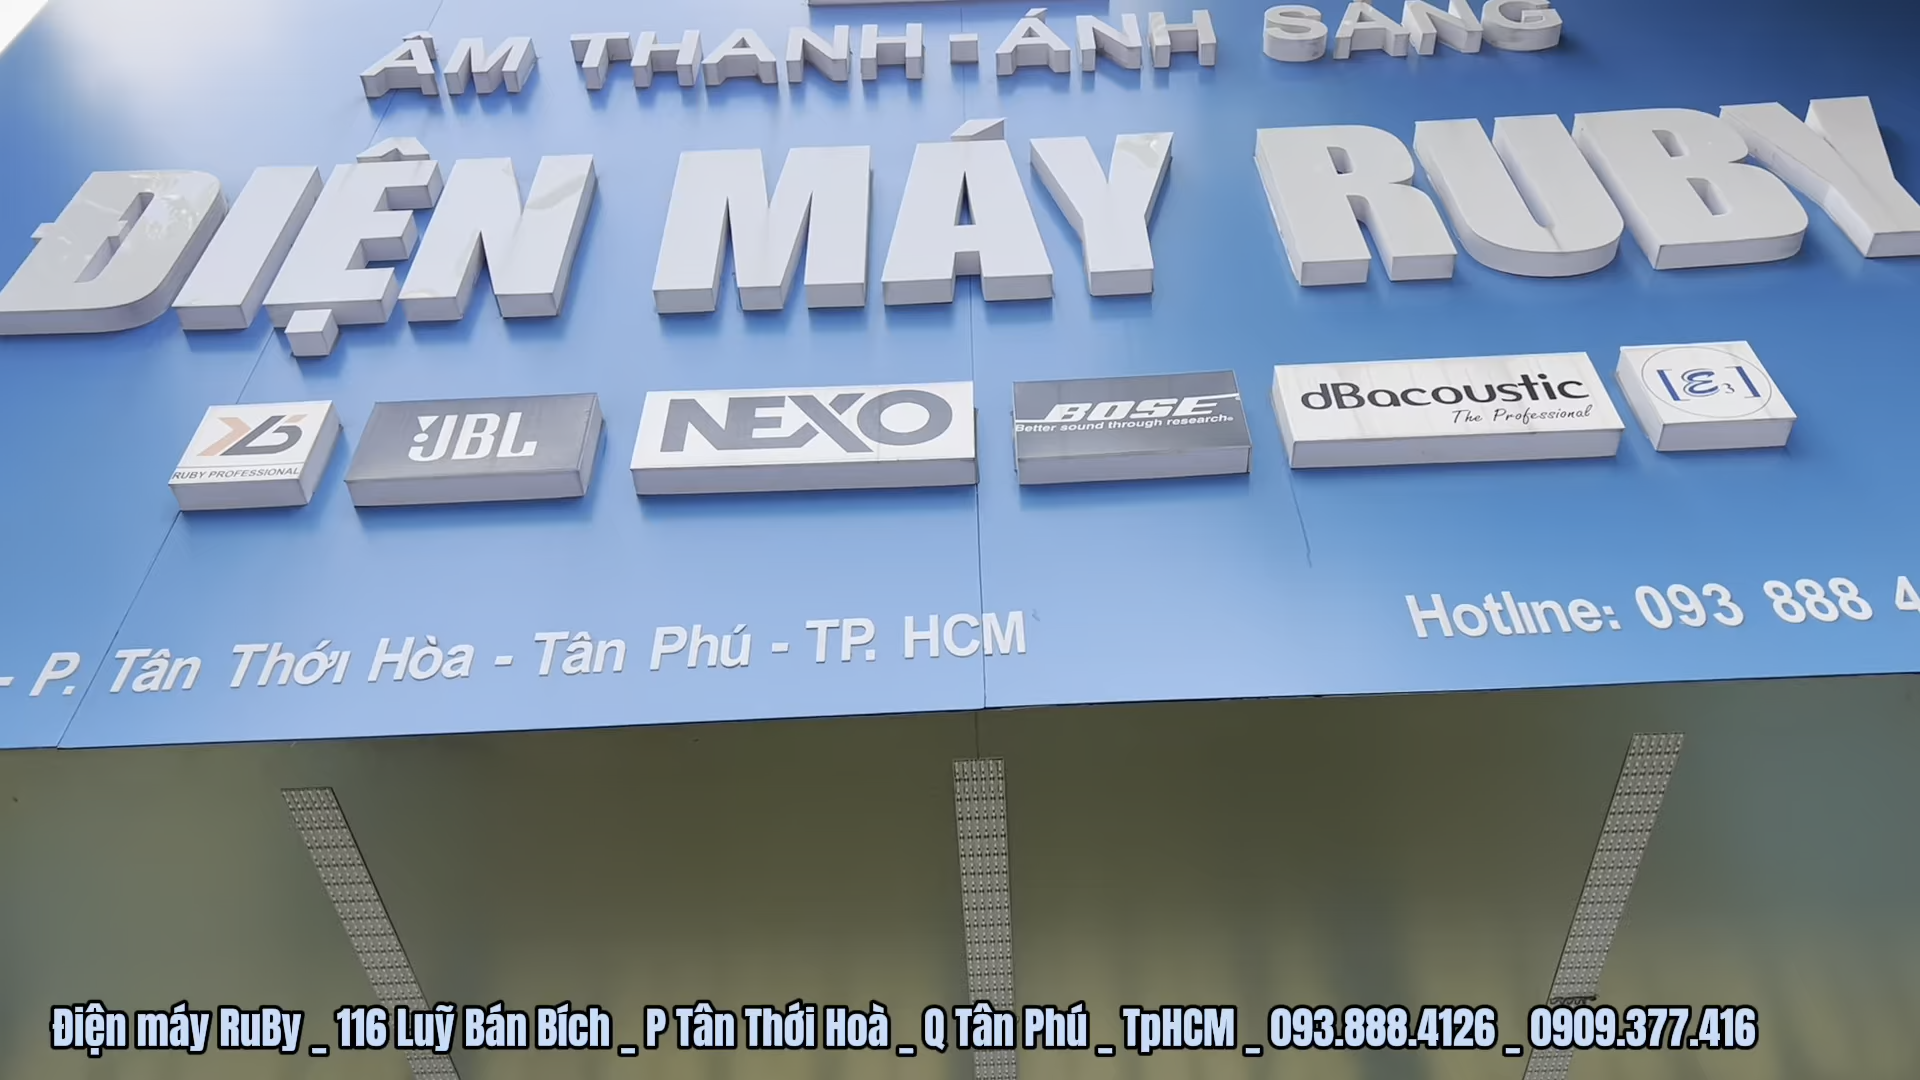 ÂM THANH - ÁNH SÁNG
ĐIỆN MÁY RUBY
RUBY PROFESSIONAL
JBL
NEXO
BOSE
Better sound through research®
dBacoustic
The Professional
[ε3]
- P. Tân Thới Hòa - Tân Phú - TP. HCM
Hotline: 093 888 4
Điện máy RuBy _ 116 Luỹ Bán Bích _ P Tân Thới Hoà _ Q Tân Phú _ TpHCM _ 093.888.4126 _ 0909.377.416